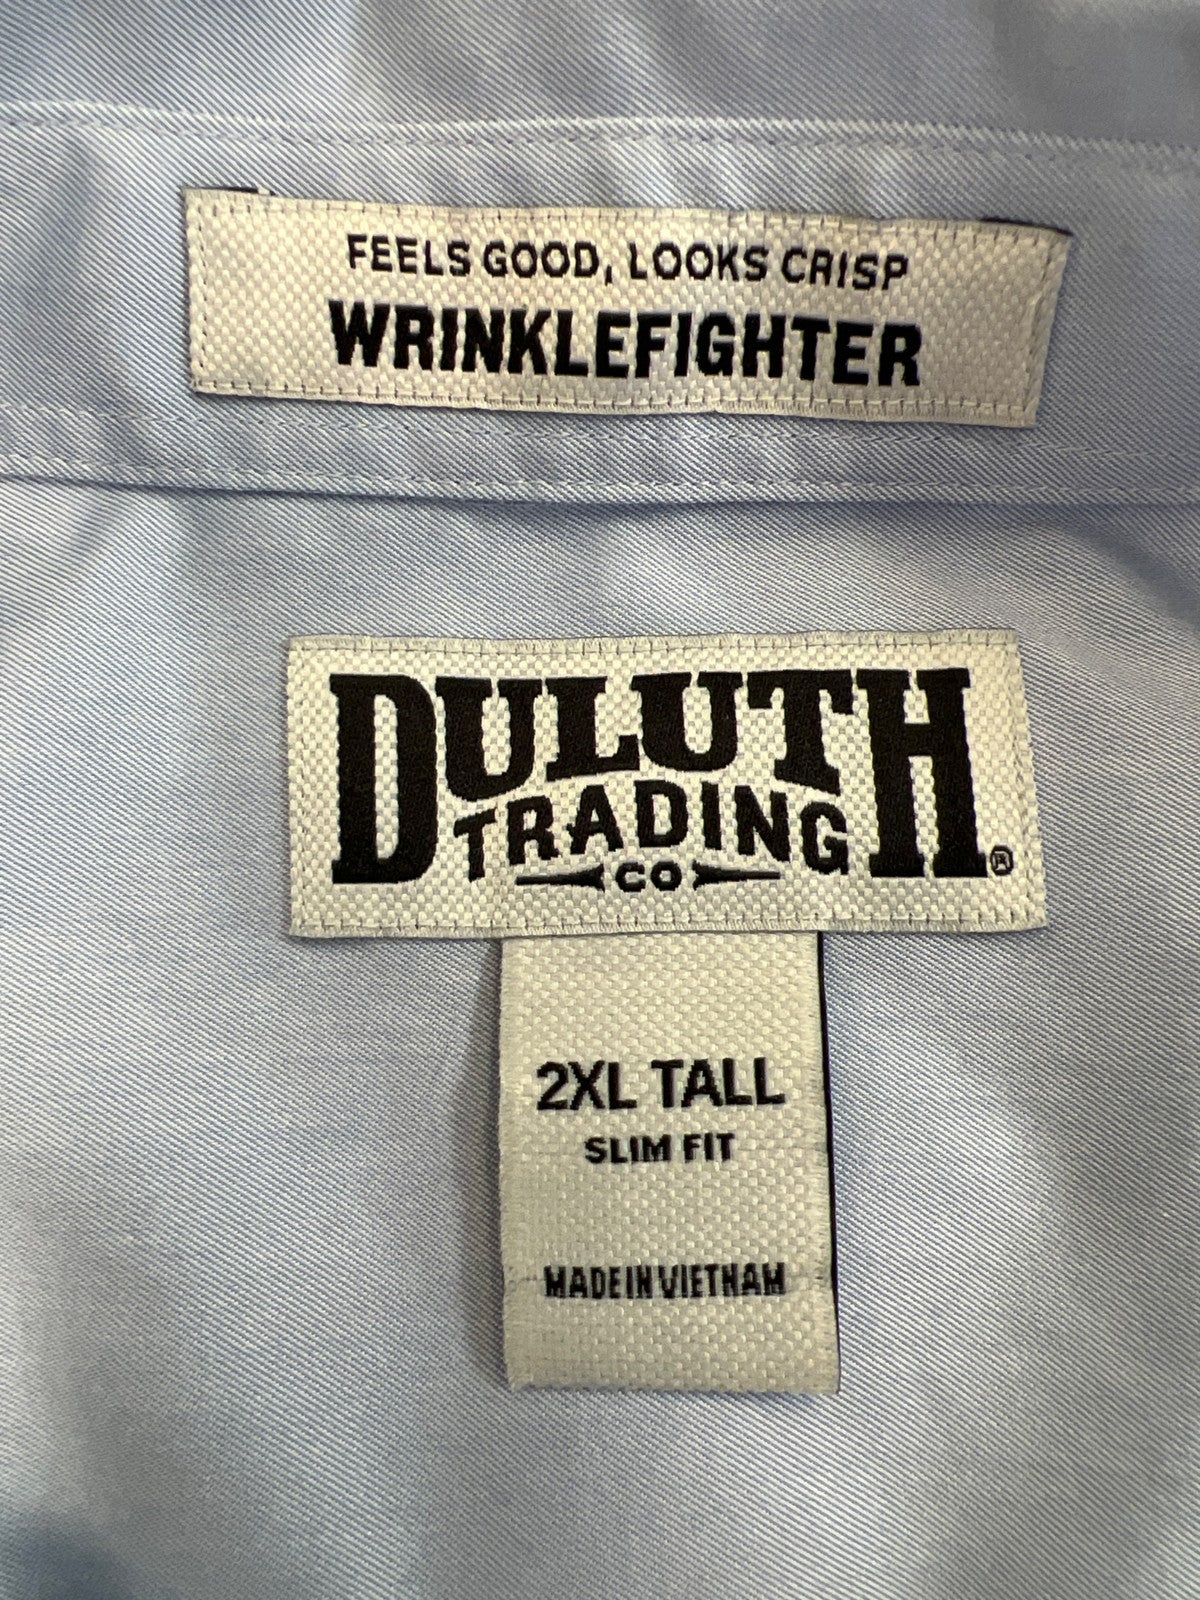 FEELS GOOD, LOOKS CRISP
WRINKLEFIGHTER
DULUTH
TRADING
CO
®
2XL TALL
SLIM FIT
MADE IN VIETNAM